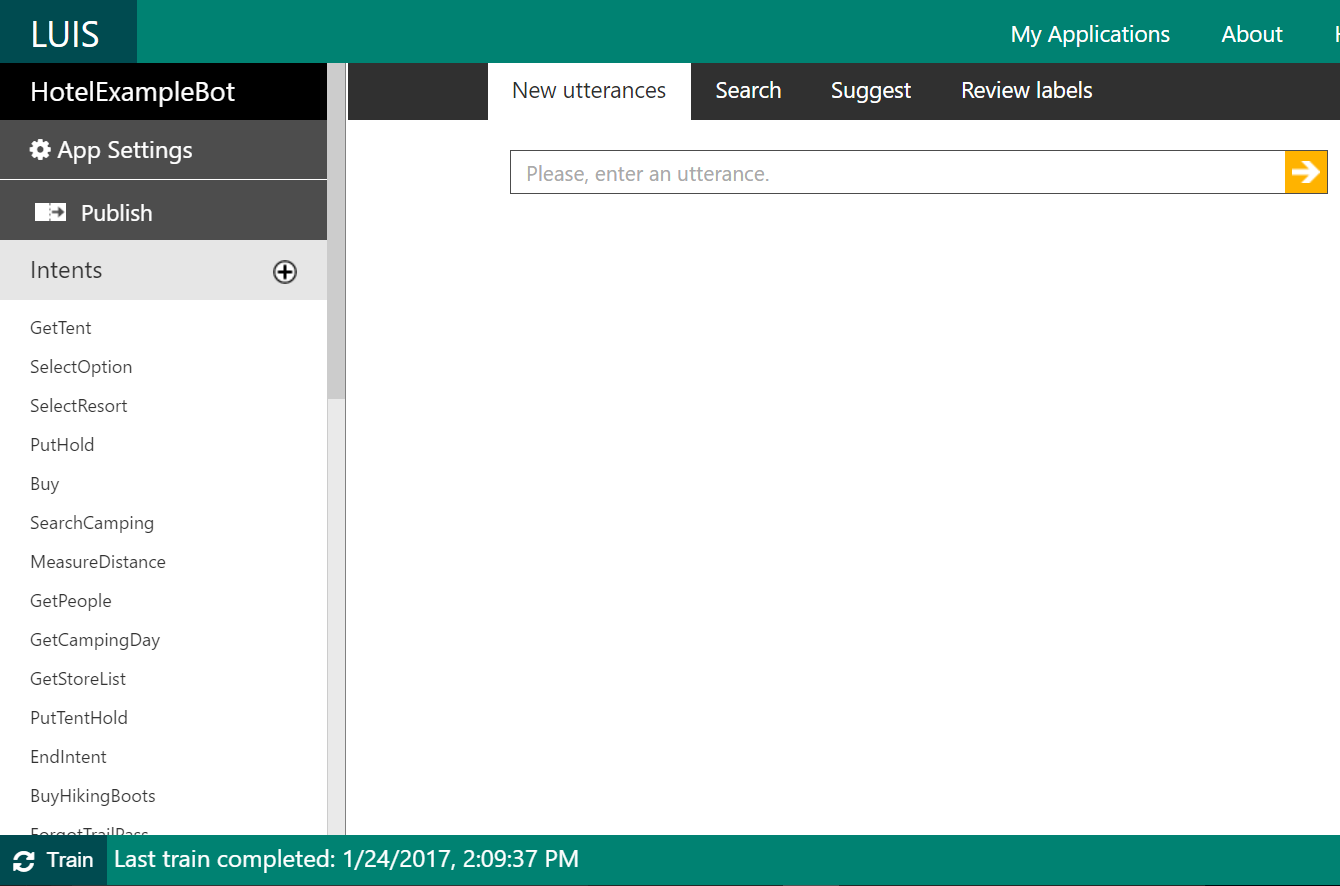 LUIS
My Applications About
HotelExampleBot
New utterances Search Suggest Review labels
App Settings
Please, enter an utterance.
Publish
Intents
GetTent
SelectOption
SelectResort
PutHold
Buy
SearchCamping
MeasureDistance
GetPeople
GetCampingDay
GetStoreList
PutTentHold
EndIntent
BuyHikingBoots
ForgotTrailPass
Train Last train completed: 1/24/2017, 2:09:37 PM